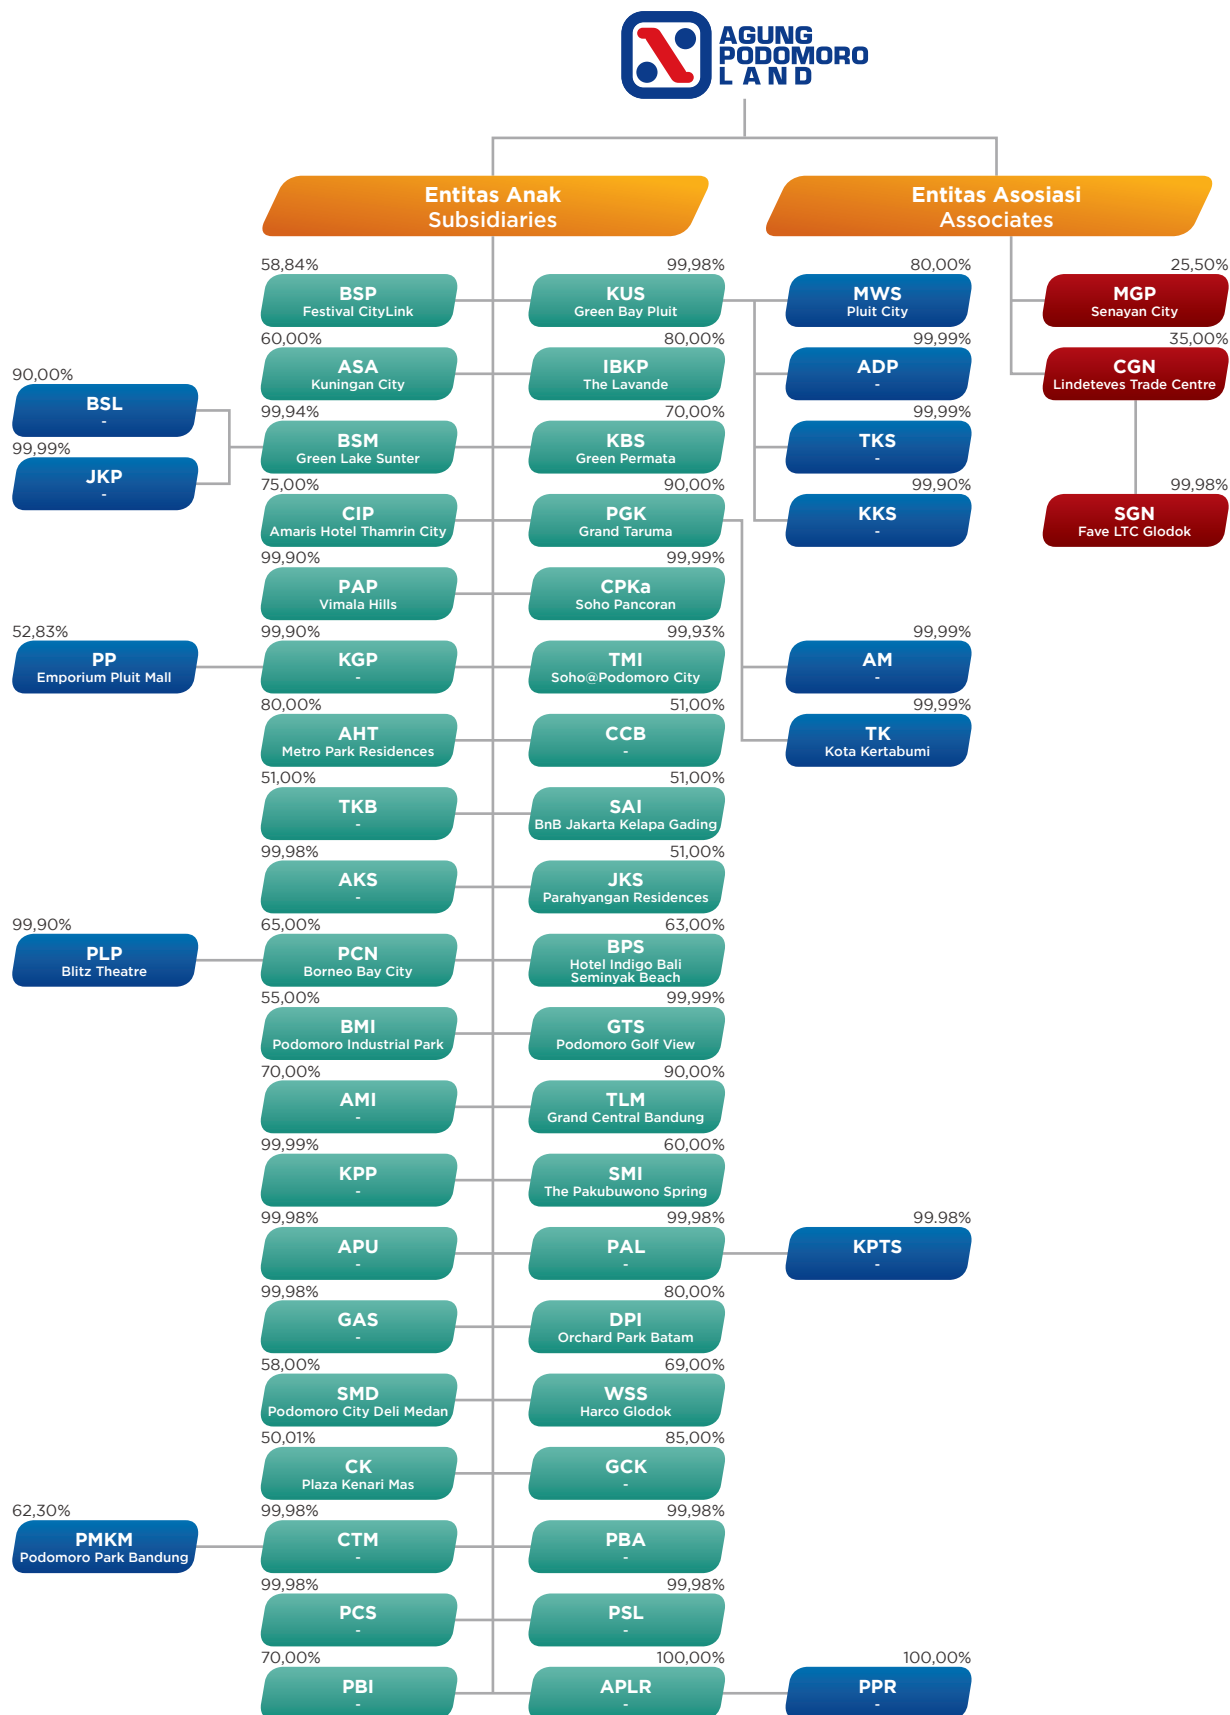 AGUNG
PODOMORO
LAND
Entitas Anak
Subsidiaries
Entitas Asosiasi
Associates
58,84%
BSP
Festival CityLink
99,98%
KUS
Green Bay Pluit
80,00%
MWS
Pluit City
25,50%
MGP
Senayan City
60,00%
ASA
Kuningan City
80,00%
IBKP
The Lavande
99,99%
ADP
-
35,00%
CGN
Lindeteves Trade Centre
90,00%
BSL
-
99,94%
BSM
Green Lake Sunter
70,00%
KBS
Green Permata
99,99%
TKS
-
99,99%
JKP
-
75,00%
CIP
Amaris Hotel Thamrin City
90,00%
PGK
Grand Taruma
99,90%
KKS
-
99,98%
SGN
Fave LTC Glodok
99,90%
PAP
Vimala Hills
99,99%
CPKa
Soho Pancoran
52,83%
PP
Emporium Pluit Mall
99,90%
KGP
-
99,93%
TMI
Soho@Podomoro City
99,99%
AM
-
80,00%
AHT
Metro Park Residences
51,00%
CCB
-
99,99%
TK
Kota Kertabumi
51,00%
TKB
-
51,00%
SAI
BnB Jakarta Kelapa Gading
99,98%
AKS
-
51,00%
JKS
Parahyangan Residences
99,90%
PLP
Blitz Theatre
65,00%
PCN
Borneo Bay City
63,00%
BPS
Hotel Indigo Bali
Seminyak Beach
55,00%
BMI
Podomoro Industrial Park
99,99%
GTS
Podomoro Golf View
70,00%
AMI
-
90,00%
TLM
Grand Central Bandung
99,99%
KPP
-
60,00%
SMI
The Pakubuwono Spring
99,98%
APU
-
99,98%
PAL
-
99.98%
KPTS
-
99,98%
GAS
-
80,00%
DPI
Orchard Park Batam
58,00%
SMD
Podomoro City Deli Medan
69,00%
WSS
Harco Glodok
50,01%
CK
Plaza Kenari Mas
85,00%
GCK
-
62,30%
PMKM
Podomoro Park Bandung
99,98%
CTM
-
99,98%
PBA
-
99,98%
PCS
-
99,98%
PSL
-
70,00%
PBI
-
100,00%
APLR
-
100,00%
PPR
-